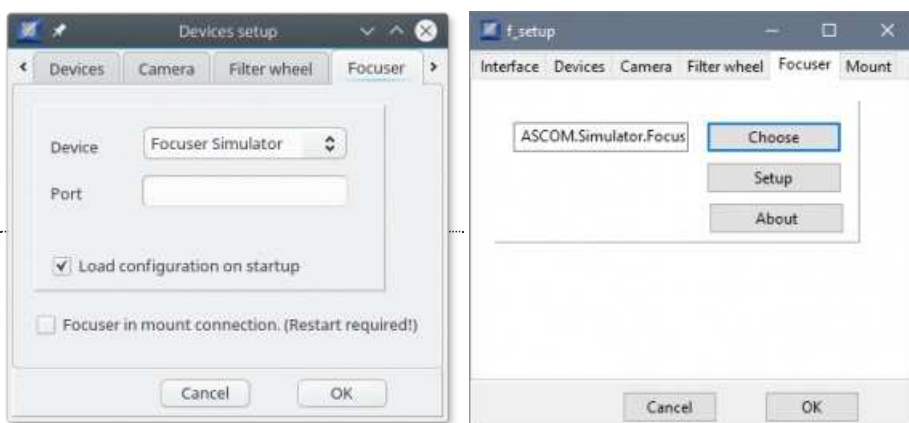 Devices setup
Devices Camera Filter wheel Focuser
Device Focuser Simulator
Port
Load configuration on startup
Focuser in mount connection. (Restart required!)
Cancel OK
f_setup
Interface Devices Camera Filter wheel Focuser Mount
ASCOM.Simulator.Focus Choose
Setup
About
Cancel OK